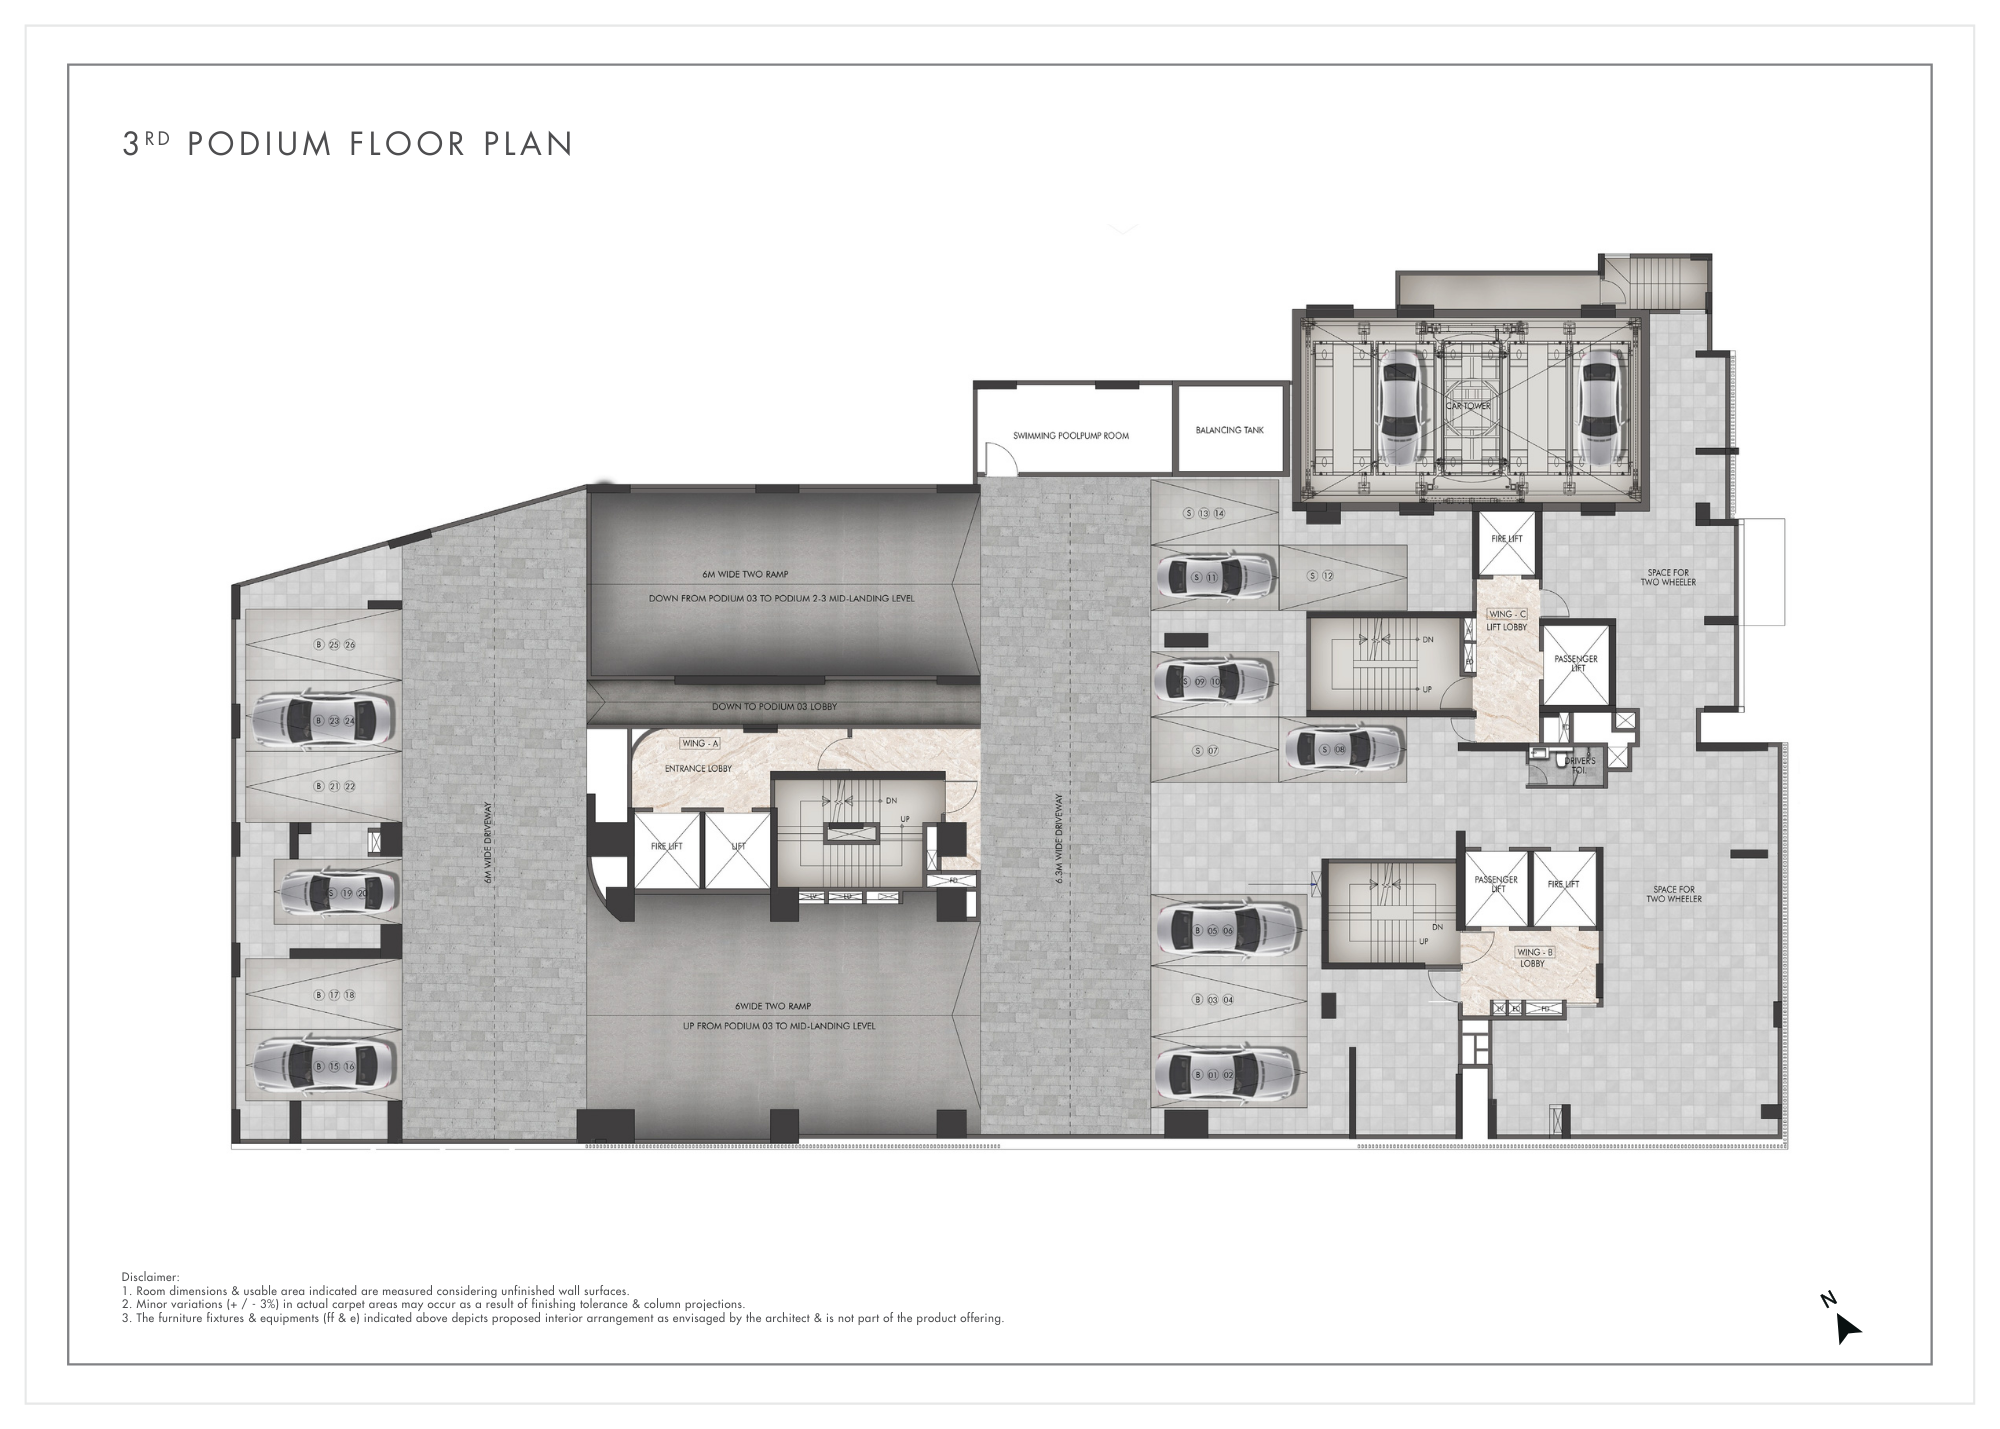 3RD PODIUM FLOOR PLAN
SWIMMING POOLPUMP ROOM
BALANCING TANK
CAR TOWER
S 13 14
FIRE LIFT
6M WIDE TWO RAMP
S 11
S 12
SPACE FOR
TWO WHEELER
DOWN FROM PODIUM 03 TO PODIUM 2-3 MID-LANDING LEVEL
WING - C
LIFT LOBBY
B 25 26
DN
PASSENGER
LIFT
S 09 10
UP
DOWN TO PODIUM 03 LOBBY
B 23 24
WING - A
S 07
S 08
ENTRANCE LOBBY
DRIVER'S
TOI.
B 21 22
DN
UP
6M WIDE DRIVEWAY
6.3M WIDE DRIVEWAY
FIRE LIFT
LIFT
FD
S 19 20
PASSENGER
LIFT
FIRE LIFT
SPACE FOR
TWO WHEELER
DN
UP
B 05 06
WING - B
LOBBY
B 17 18
B 03 04
6WIDE TWO RAMP
UP FROM PODIUM 03 TO MID-LANDING LEVEL
B 15 16
B 01 02
Disclaimer:
1. Room dimensions & usable area indicated are measured considering unfinished wall surfaces.
2. Minor variations (+ / - 3%) in actual carpet areas may occur as a result of finishing tolerance & column projections.
3. The furniture fixtures & equipments (ff & e) indicated above depicts proposed interior arrangement as envisaged by the architect & is not part of the product offering.
N